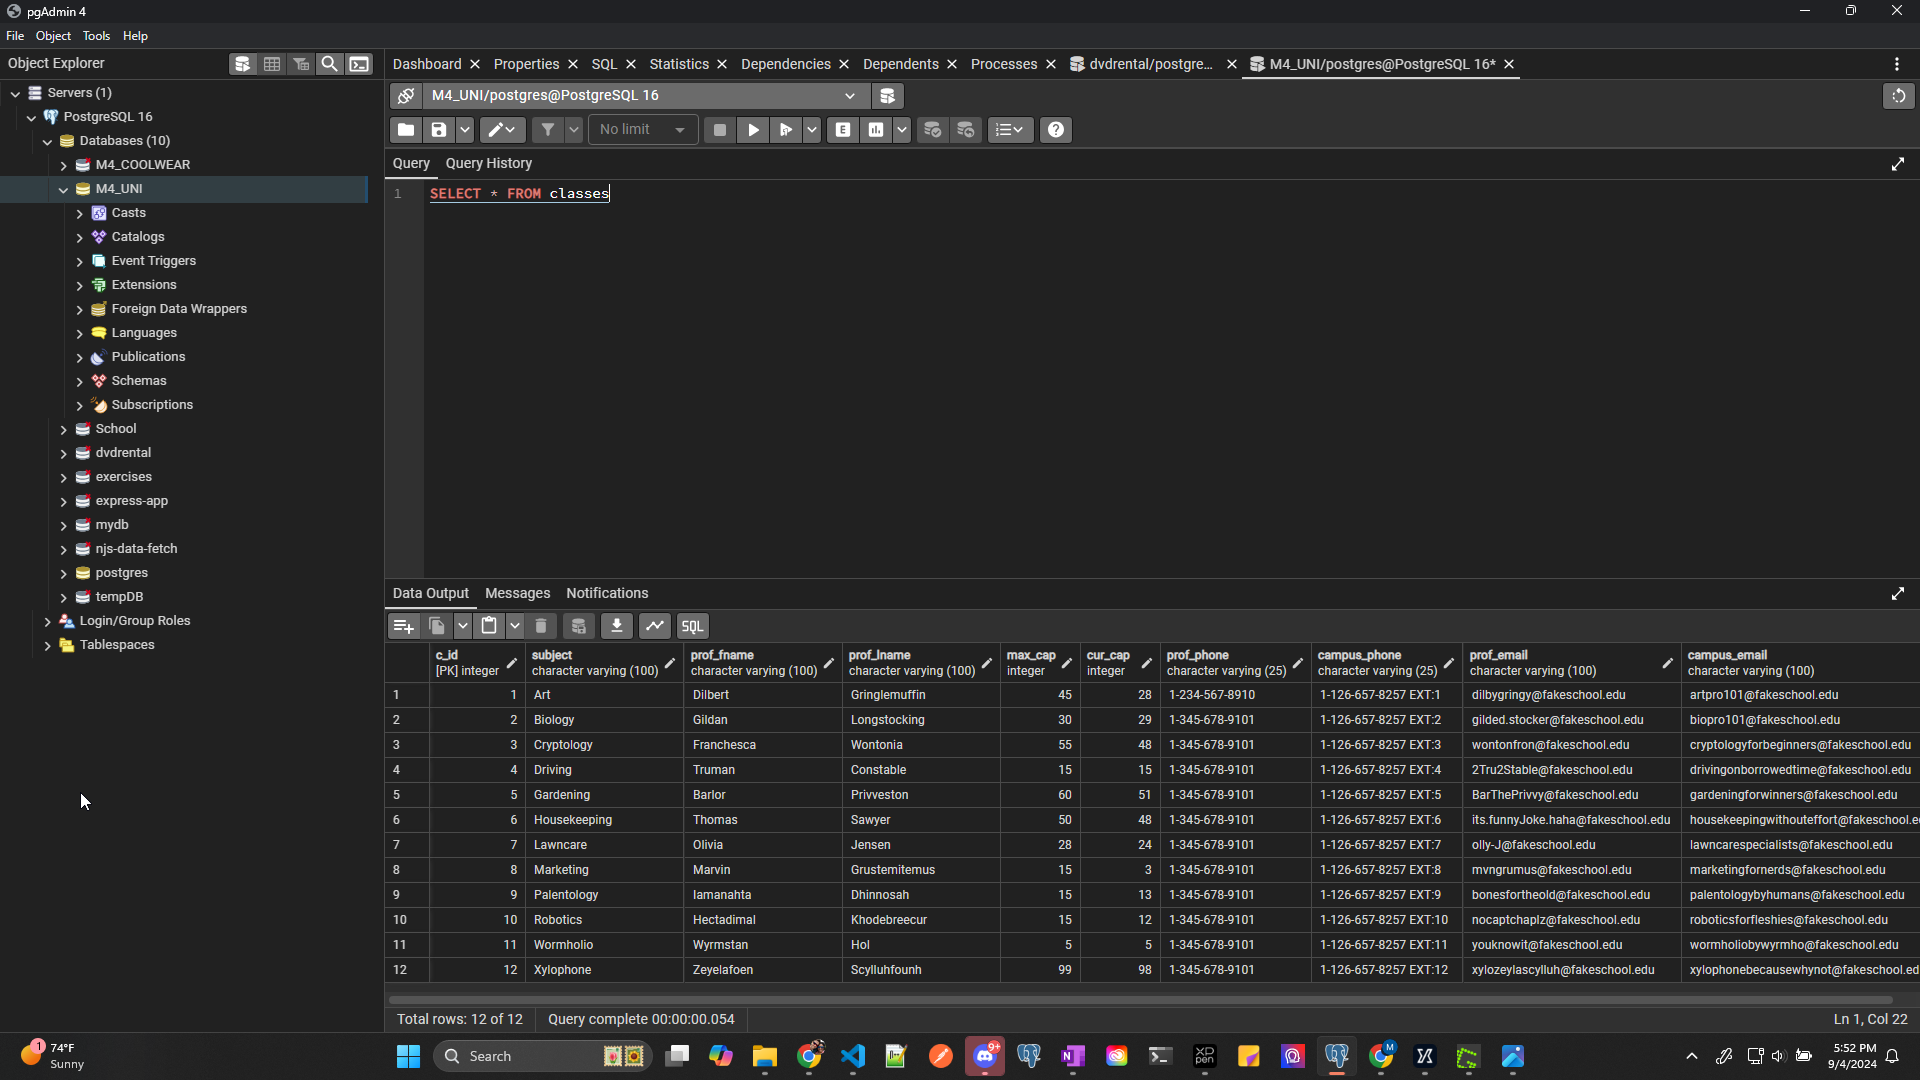 pgAdmin 4
File Object Tools Help
Object Explorer
Dashboard Properties SQL Statistics Dependencies Dependents Processes dvdrental/postgre... M4_UNI/postgres@PostgreSQL 16*
Servers (1)
PostgreSQL 16
Databases (10)
M4_COOLWEAR
M4_UNI
Casts
Catalogs
Event Triggers
Extensions
Foreign Data Wrappers
Languages
Publications
Schemas
Subscriptions
School
dvdrental
exercises
express-app
mydb
njs-data-fetch
postgres
tempDB
Login/Group Roles
Tablespaces
M4_UNI/postgres@PostgreSQL 16
No limit E
Query Query History
1 SELECT * FROM classes
Data Output Messages Notifications
SQL
c_id subject prof_fname prof_lname max_cap cur_cap prof_phone campus_phone prof_email campus_email
[PK] integer character varying (100) character varying (100) character varying (100) integer integer character varying (25) character varying (25) character varying (100) character varying (100)
1 1 Art Dilbert Gringlemuffin 45 28 1-234-567-8910 1-126-657-8257 EXT:1 dilbygringy@fakeschool.edu artpro101@fakeschool.edu
2 2 Biology Gildan Longstocking 30 29 1-345-678-9101 1-126-657-8257 EXT:2 gilded.stocker@fakeschool.edu biopro101@fakeschool.edu
3 3 Cryptology Franchesca Wontonia 55 48 1-345-678-9101 1-126-657-8257 EXT:3 wontonfron@fakeschool.edu cryptologyforbeginners@fakeschool.edu
4 4 Driving Truman Constable 15 15 1-345-678-9101 1-126-657-8257 EXT:4 2Tru2Stable@fakeschool.edu drivingonborrowedtime@fakeschool.edu
5 5 Gardening Barlor Privveston 60 51 1-345-678-9101 1-126-657-8257 EXT:5 BarThePrivvy@fakeschool.edu gardeningforwinners@fakeschool.edu
6 6 Housekeeping Thomas Sawyer 50 48 1-345-678-9101 1-126-657-8257 EXT:6 its.funnyJoke.haha@fakeschool.edu housekeepingwithouteffort@fakeschool.e
7 7 Lawncare Olivia Jensen 28 24 1-345-678-9101 1-126-657-8257 EXT:7 olly-J@fakeschool.edu lawncarespecialists@fakeschool.edu
8 8 Marketing Marvin Grustemitemus 15 3 1-345-678-9101 1-126-657-8257 EXT:8 mvngrumus@fakeschool.edu marketingfornerds@fakeschool.edu
9 9 Palentology Iamanahta Dhinnosah 15 13 1-345-678-9101 1-126-657-8257 EXT:9 bonesfortheold@fakeschool.edu palentologybyhumans@fakeschool.edu
10 10 Robotics Hectadimal Khodebreecur 15 12 1-345-678-9101 1-126-657-8257 EXT:10 nocaptchaplz@fakeschool.edu roboticsforfleshies@fakeschool.edu
11 11 Wormholio Wyrmstan Hol 5 5 1-345-678-9101 1-126-657-8257 EXT:11 youknowit@fakeschool.edu wormholiobywyrmho@fakeschool.edu
12 12 Xylophone Zeyelafoen Scylluhfounh 99 98 1-345-678-9101 1-126-657-8257 EXT:12 xylozeylascylluh@fakeschool.edu xylophonebecausewhynot@fakeschool.ed
Total rows: 12 of 12 Query complete 00:00:00.054 Ln 1, Col 22
1 74°F
Sunny
Search
9+
XP
PEN
M
5:52 PM
9/4/2024